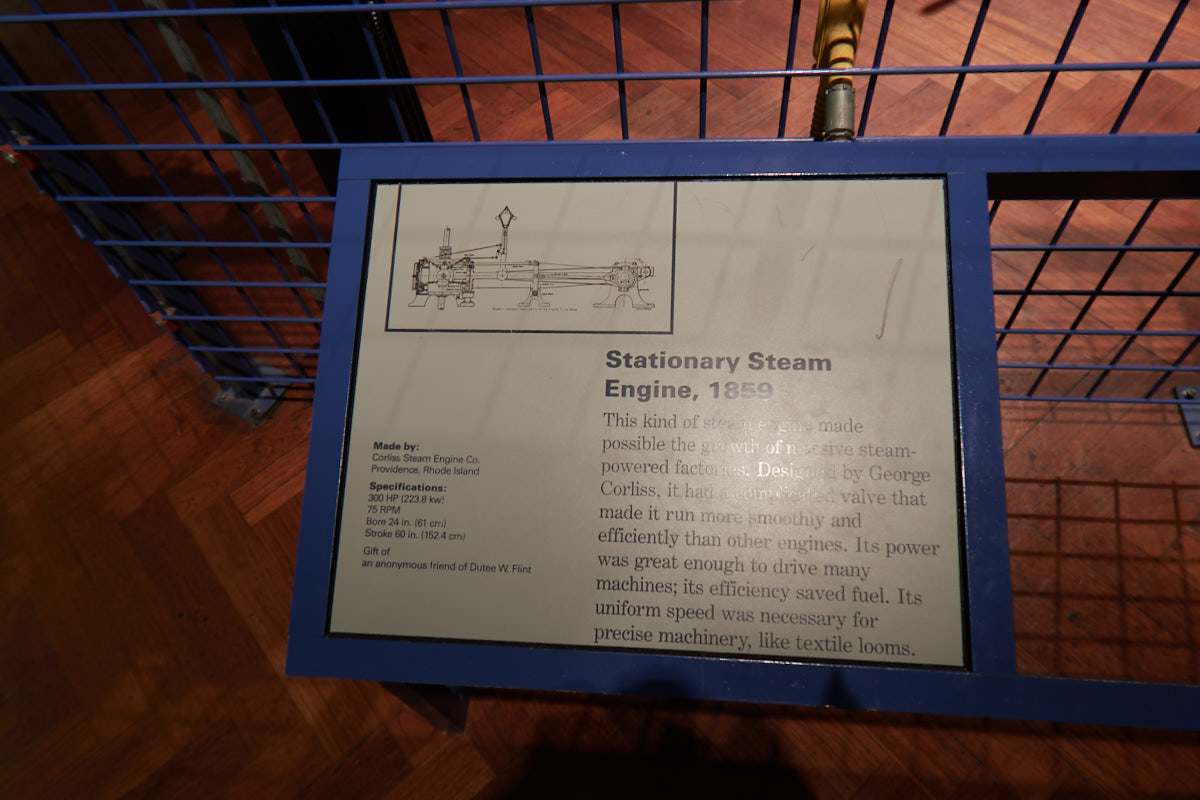 Stationary Steam
Engine, 1859
This kind of steam engine made
possible the growth of massive steam-
powered factories. Designed by George
Corliss, it had a complicated valve that
made it run more smoothly and
efficiently than other engines. Its power
was great enough to drive many
machines; its efficiency saved fuel. Its
uniform speed was necessary for
precise machinery, like textile looms.
Made by:
Corliss Steam Engine Co.
Providence, Rhode Island
Specifications:
300 HP (223.8 kw)
75 RPM
Bore 24 in. (61 cm)
Stroke 60 in. (152.4 cm)
Gift of
an anonymous friend of Dutee W. Flint